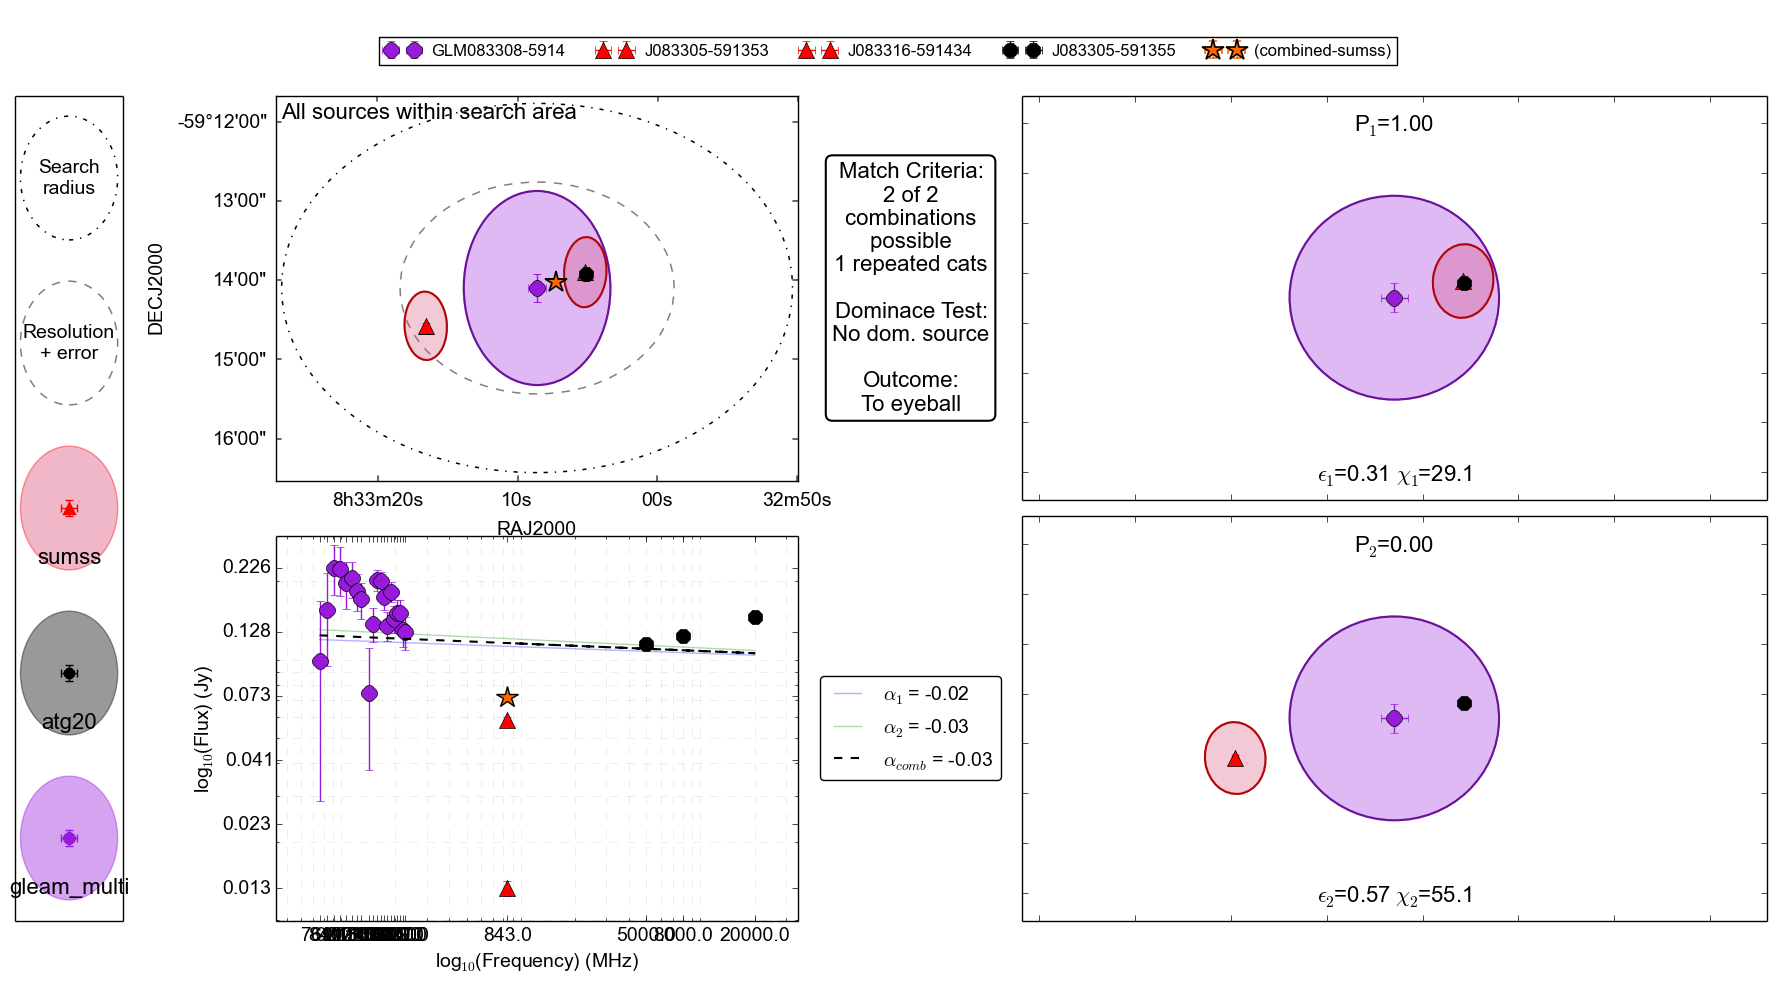 GLM083308-5914 J083305-591353 J083316-591434 J083305-591355 (combined-sumss)
Search
radius
Resolution
+ error
sumss
atg20
gleam_multi
All sources within search area
DECJ2000
-59°12'00"
13'00"
14'00"
15'00"
16'00"
8h33m20s 10s 00s 32m50s
RAJ2000
Match Criteria:
2 of 2
combinations
possible
1 repeated cats
Dominace Test:
No dom. source
Outcome:
To eyeball
P1=1.00
ϵ1=0.31 χ1=29.1
P2=0.00
ϵ2=0.57 χ2=55.1
log10(Flux) (Jy)
0.226
0.128
0.073
0.041
0.023
0.013
843.0 5000.0 8000.0 20000.0
log10(Frequency) (MHz)
α1 = -0.02
α2 = -0.03
αcomb = -0.03